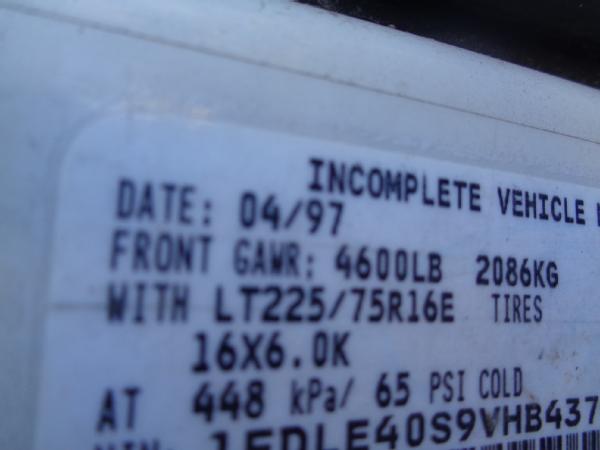 INCOMPLETE VEHICLE
DATE: 04/97
FRONT GAWR: 4600LB 2086KG
WITH LT225/75R16E TIRES
16X6.0K
AT 448 kPa/ 65 PSI COLD
1FDLE40S9VHB437